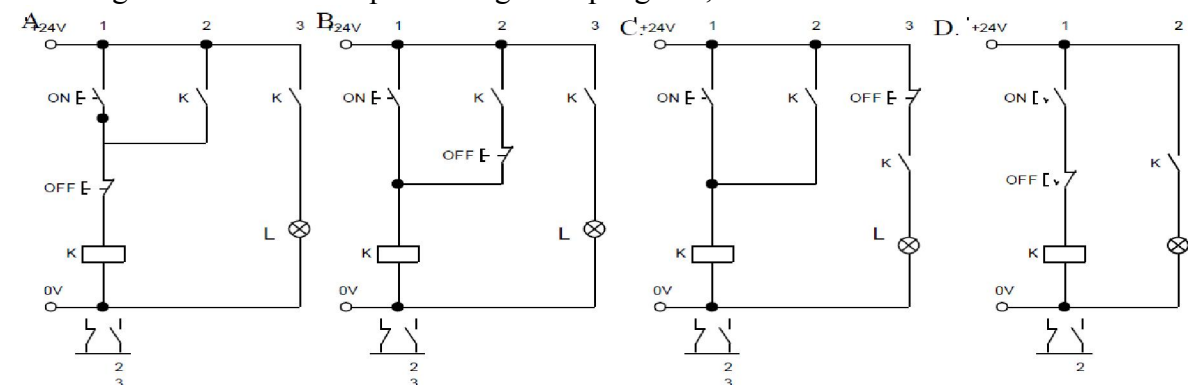 A. +24V 1 2 3 B. +24V 1 2 3 C. +24V 1 2 3 D. +24V 1 2
ON K K ON K K ON K OFF ON
OFF K K
OFF OFF
L L L
K K K K
0V 0V 0V 0V
2 2 2 2
3 3 3